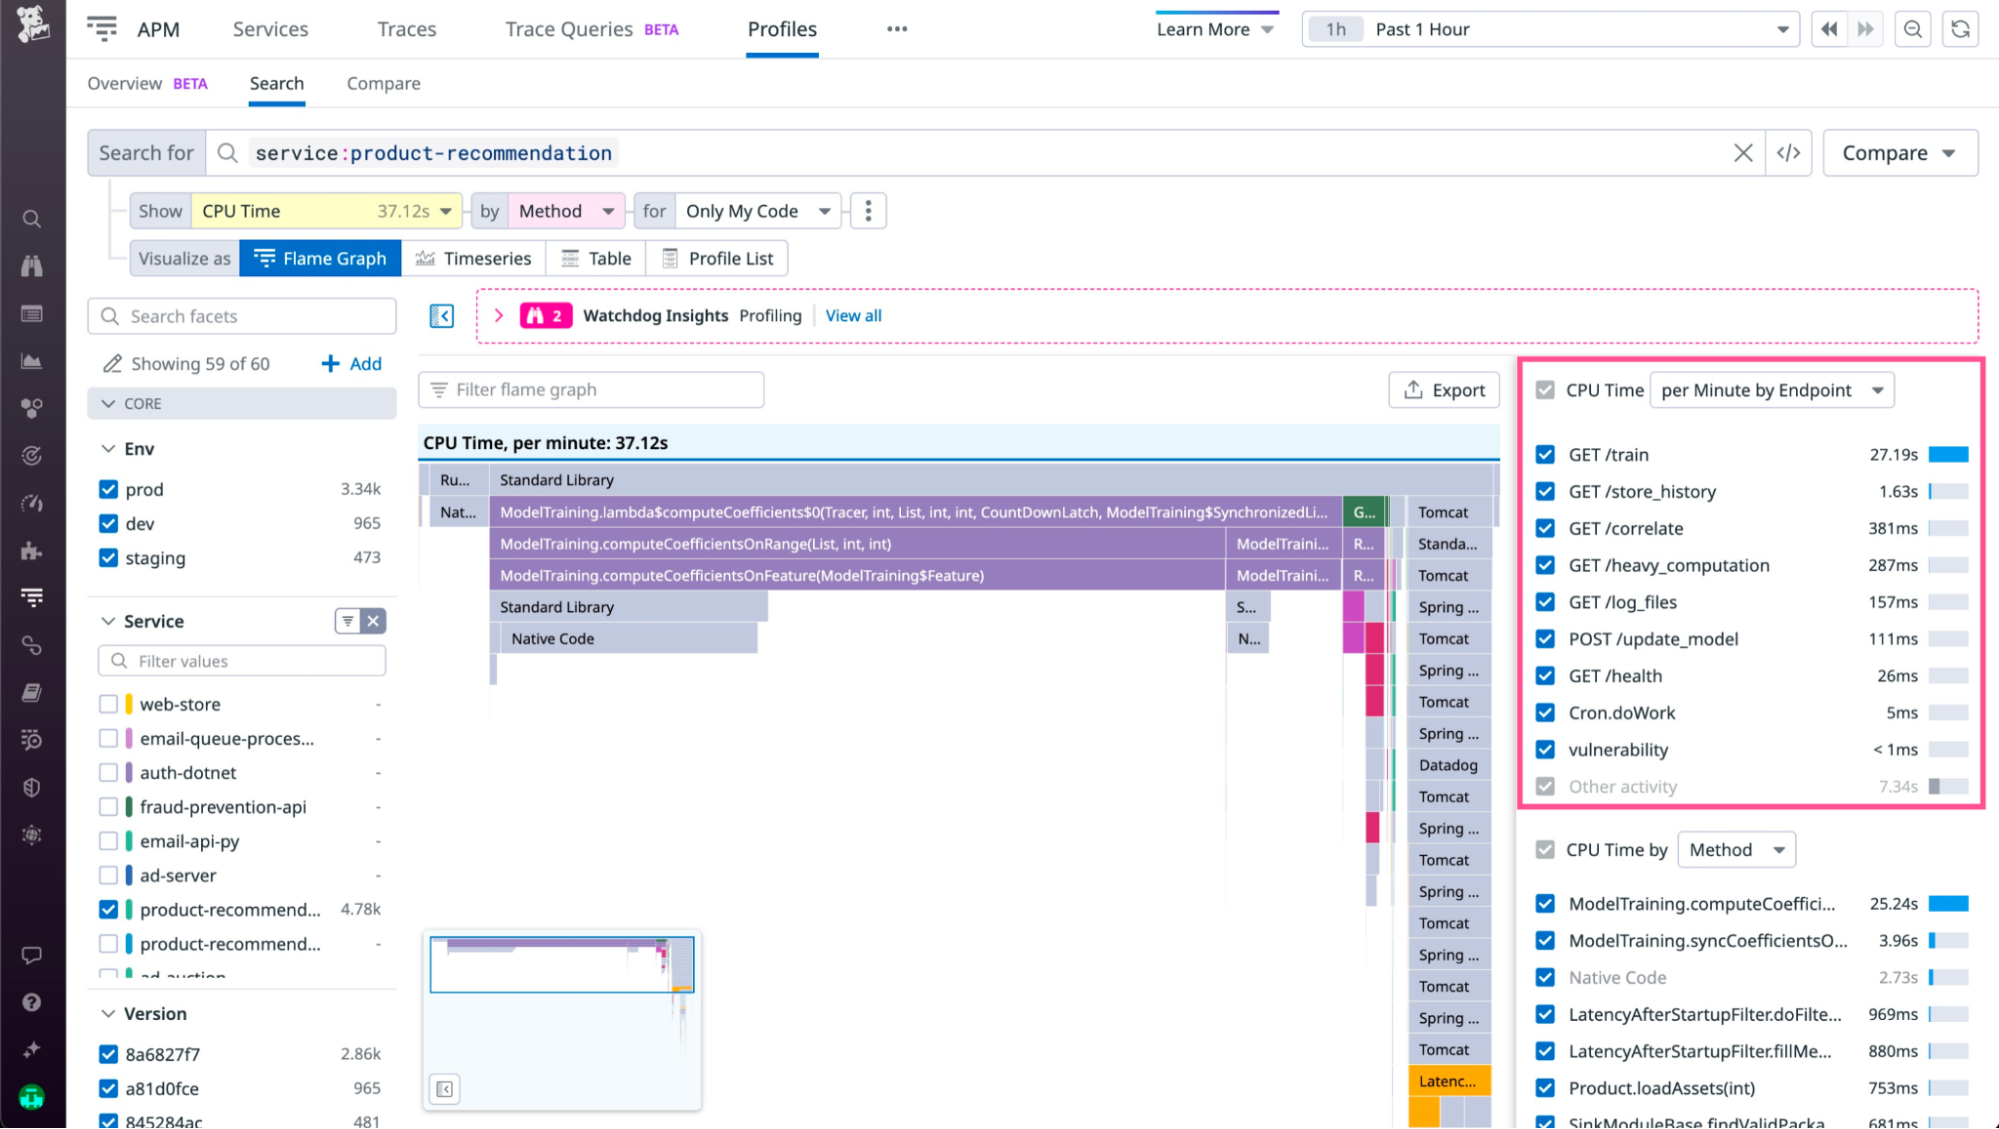 APM Services Traces Trace Queries BETA Profiles ••• Learn More 1h Past 1 Hour
Overview BETA Search Compare
Search for service:product-recommendation </> Compare
Show CPU Time 37.12s by Method for Only My Code
Visualize as Flame Graph Timeseries Table Profile List
Search facets
2 Watchdog Insights Profiling View all
Showing 59 of 60 Add
CORE
Env
prod 3.34k
dev 965
staging 473
Service
Filter values
web-store -
email-queue-proces... -
auth-dotnet -
fraud-prevention-api -
email-api-py -
ad-server -
product-recommend... 4.78k
product-recommend... -
ad-auction
Version
8a6827f7 2.86k
a81d0fce 965
845284ac 481
Filter flame graph
Export
CPU Time, per minute: 37.12s
Ru... Standard Library
Nat... ModelTraining.lambda$computeCoefficients$0(Tracer, int, List, int, int, CountDownLatch, ModelTraining$SynchronizedLi... G... Tomcat
ModelTraining.computeCoefficientsOnRange(List, int, int) ModelTraini... R... Standa...
ModelTraining.computeCoefficientsOnFeature(ModelTraining$Feature) ModelTraini... R... Tomcat
Standard Library S... Spring ...
Native Code N... Tomcat
Spring ...
Tomcat
Spring ...
Datadog
Tomcat
Spring ...
Tomcat
Spring ...
Tomcat
Spring ...
Tomcat
Spring ...
Tomcat
Latenc...
CPU Time per Minute by Endpoint
GET /train 27.19s
GET /store_history 1.63s
GET /correlate 381ms
GET /heavy_computation 287ms
GET /log_files 157ms
POST /update_model 111ms
GET /health 26ms
Cron.doWork 5ms
vulnerability < 1ms
Other activity 7.34s
CPU Time by Method
ModelTraining.computeCoeffici... 25.24s
ModelTraining.syncCoefficientsO... 3.96s
Native Code 2.73s
LatencyAfterStartupFilter.doFilte... 969ms
LatencyAfterStartupFilter.fillMe... 880ms
Product.loadAssets(int) 753ms
SinkModuleBase.findValidPacka... 681ms